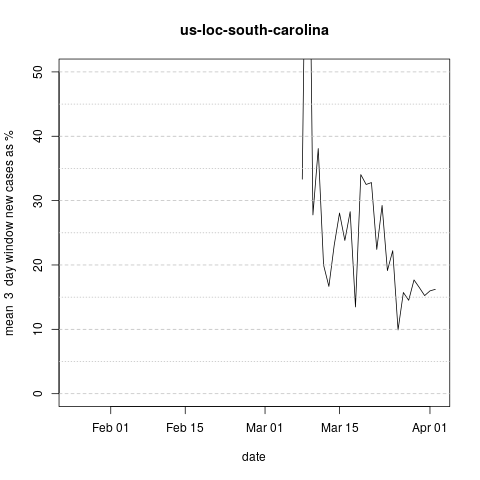 us-loc-south-carolina
mean  3  day window new cases as %
50
40
30
20
10
0
Feb 01
Feb 15
Mar 01
Mar 15
Apr 01
date